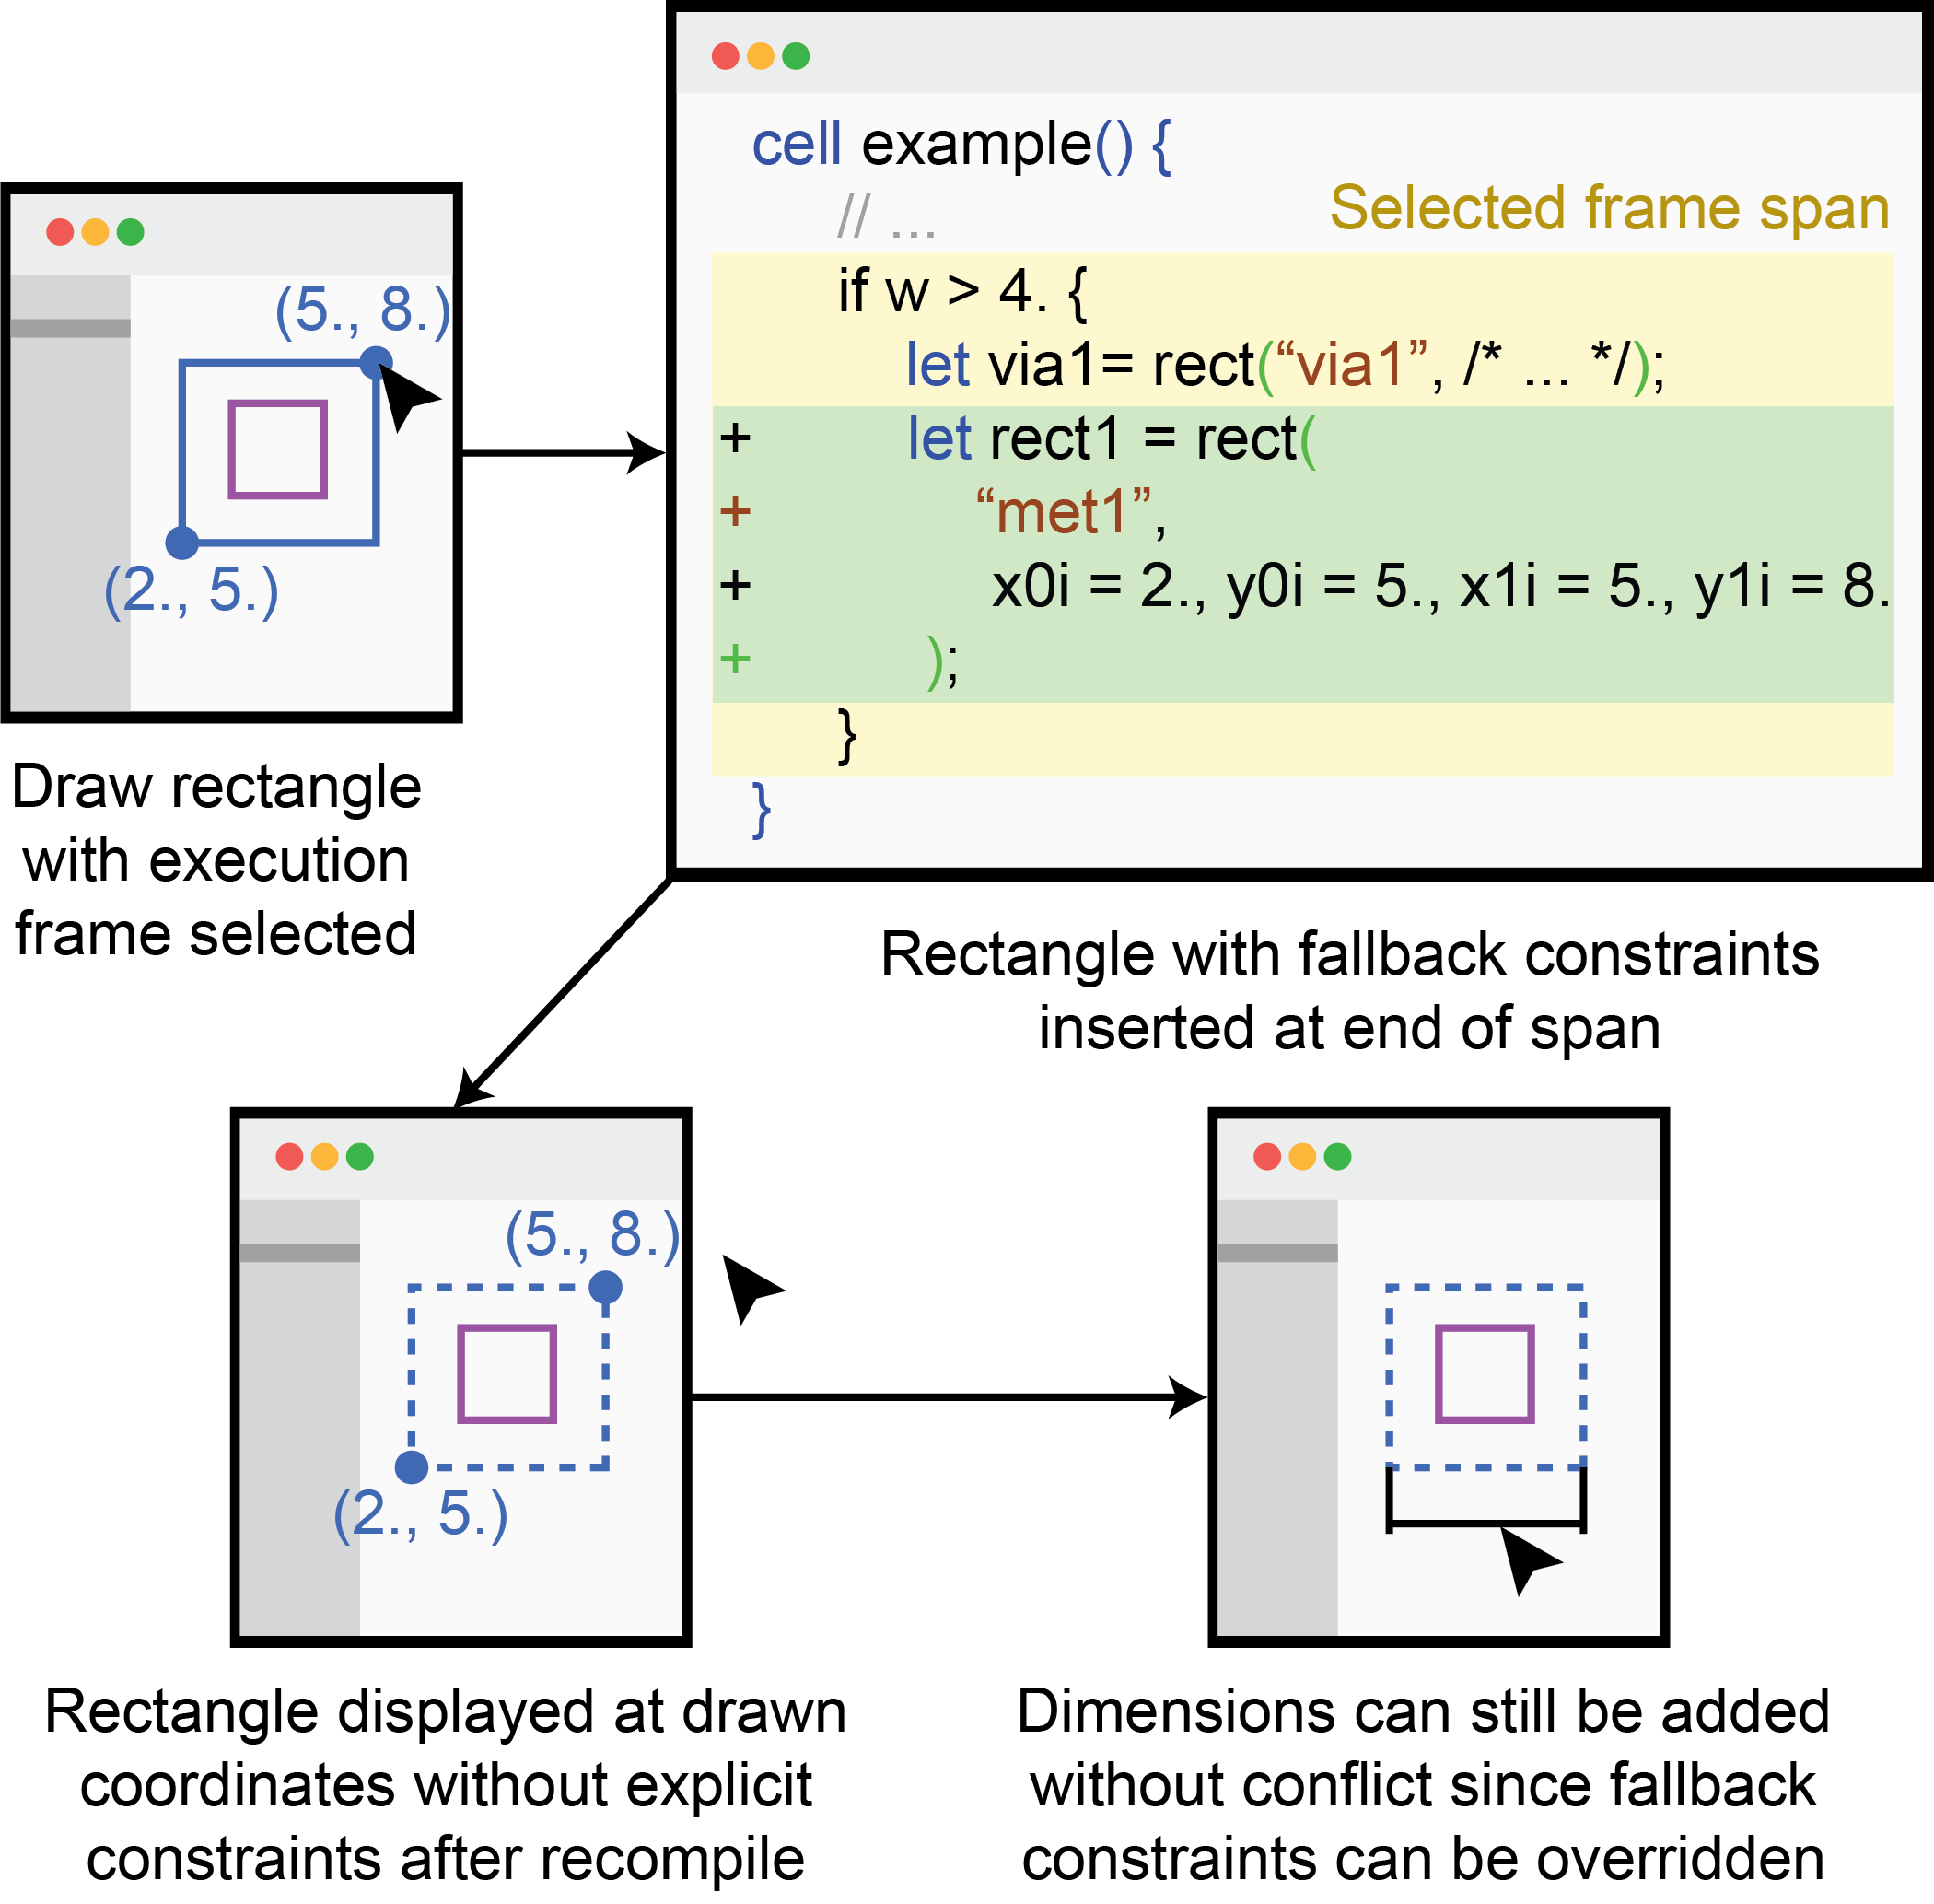 (5., 8.)
(2., 5.)
Draw rectangle
with execution
frame selected
cell example() {
// ...
Selected frame span
if w > 4. {
let via1= rect(“via1”, /* ... */);
+ let rect1 = rect(
+ “met1”,
+ x0i = 2., y0i = 5., x1i = 5., y1i = 8.
+ );
}
}
Rectangle with fallback constraints
inserted at end of span
(5., 8.)
(2., 5.)
Rectangle displayed at drawn
coordinates without explicit
constraints after recompile
Dimensions can still be added
without conflict since fallback
constraints can be overridden